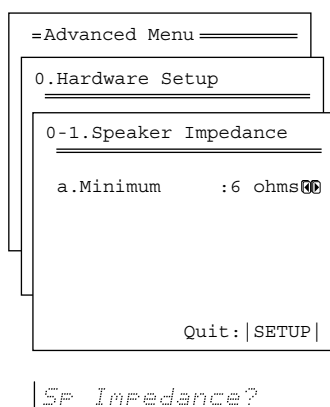 Advanced Menu
0.Hardware Setup
0-1.Speaker Impedance
a.Minimum :6 ohms
Quit:|SETUP|
Sp Impedance?